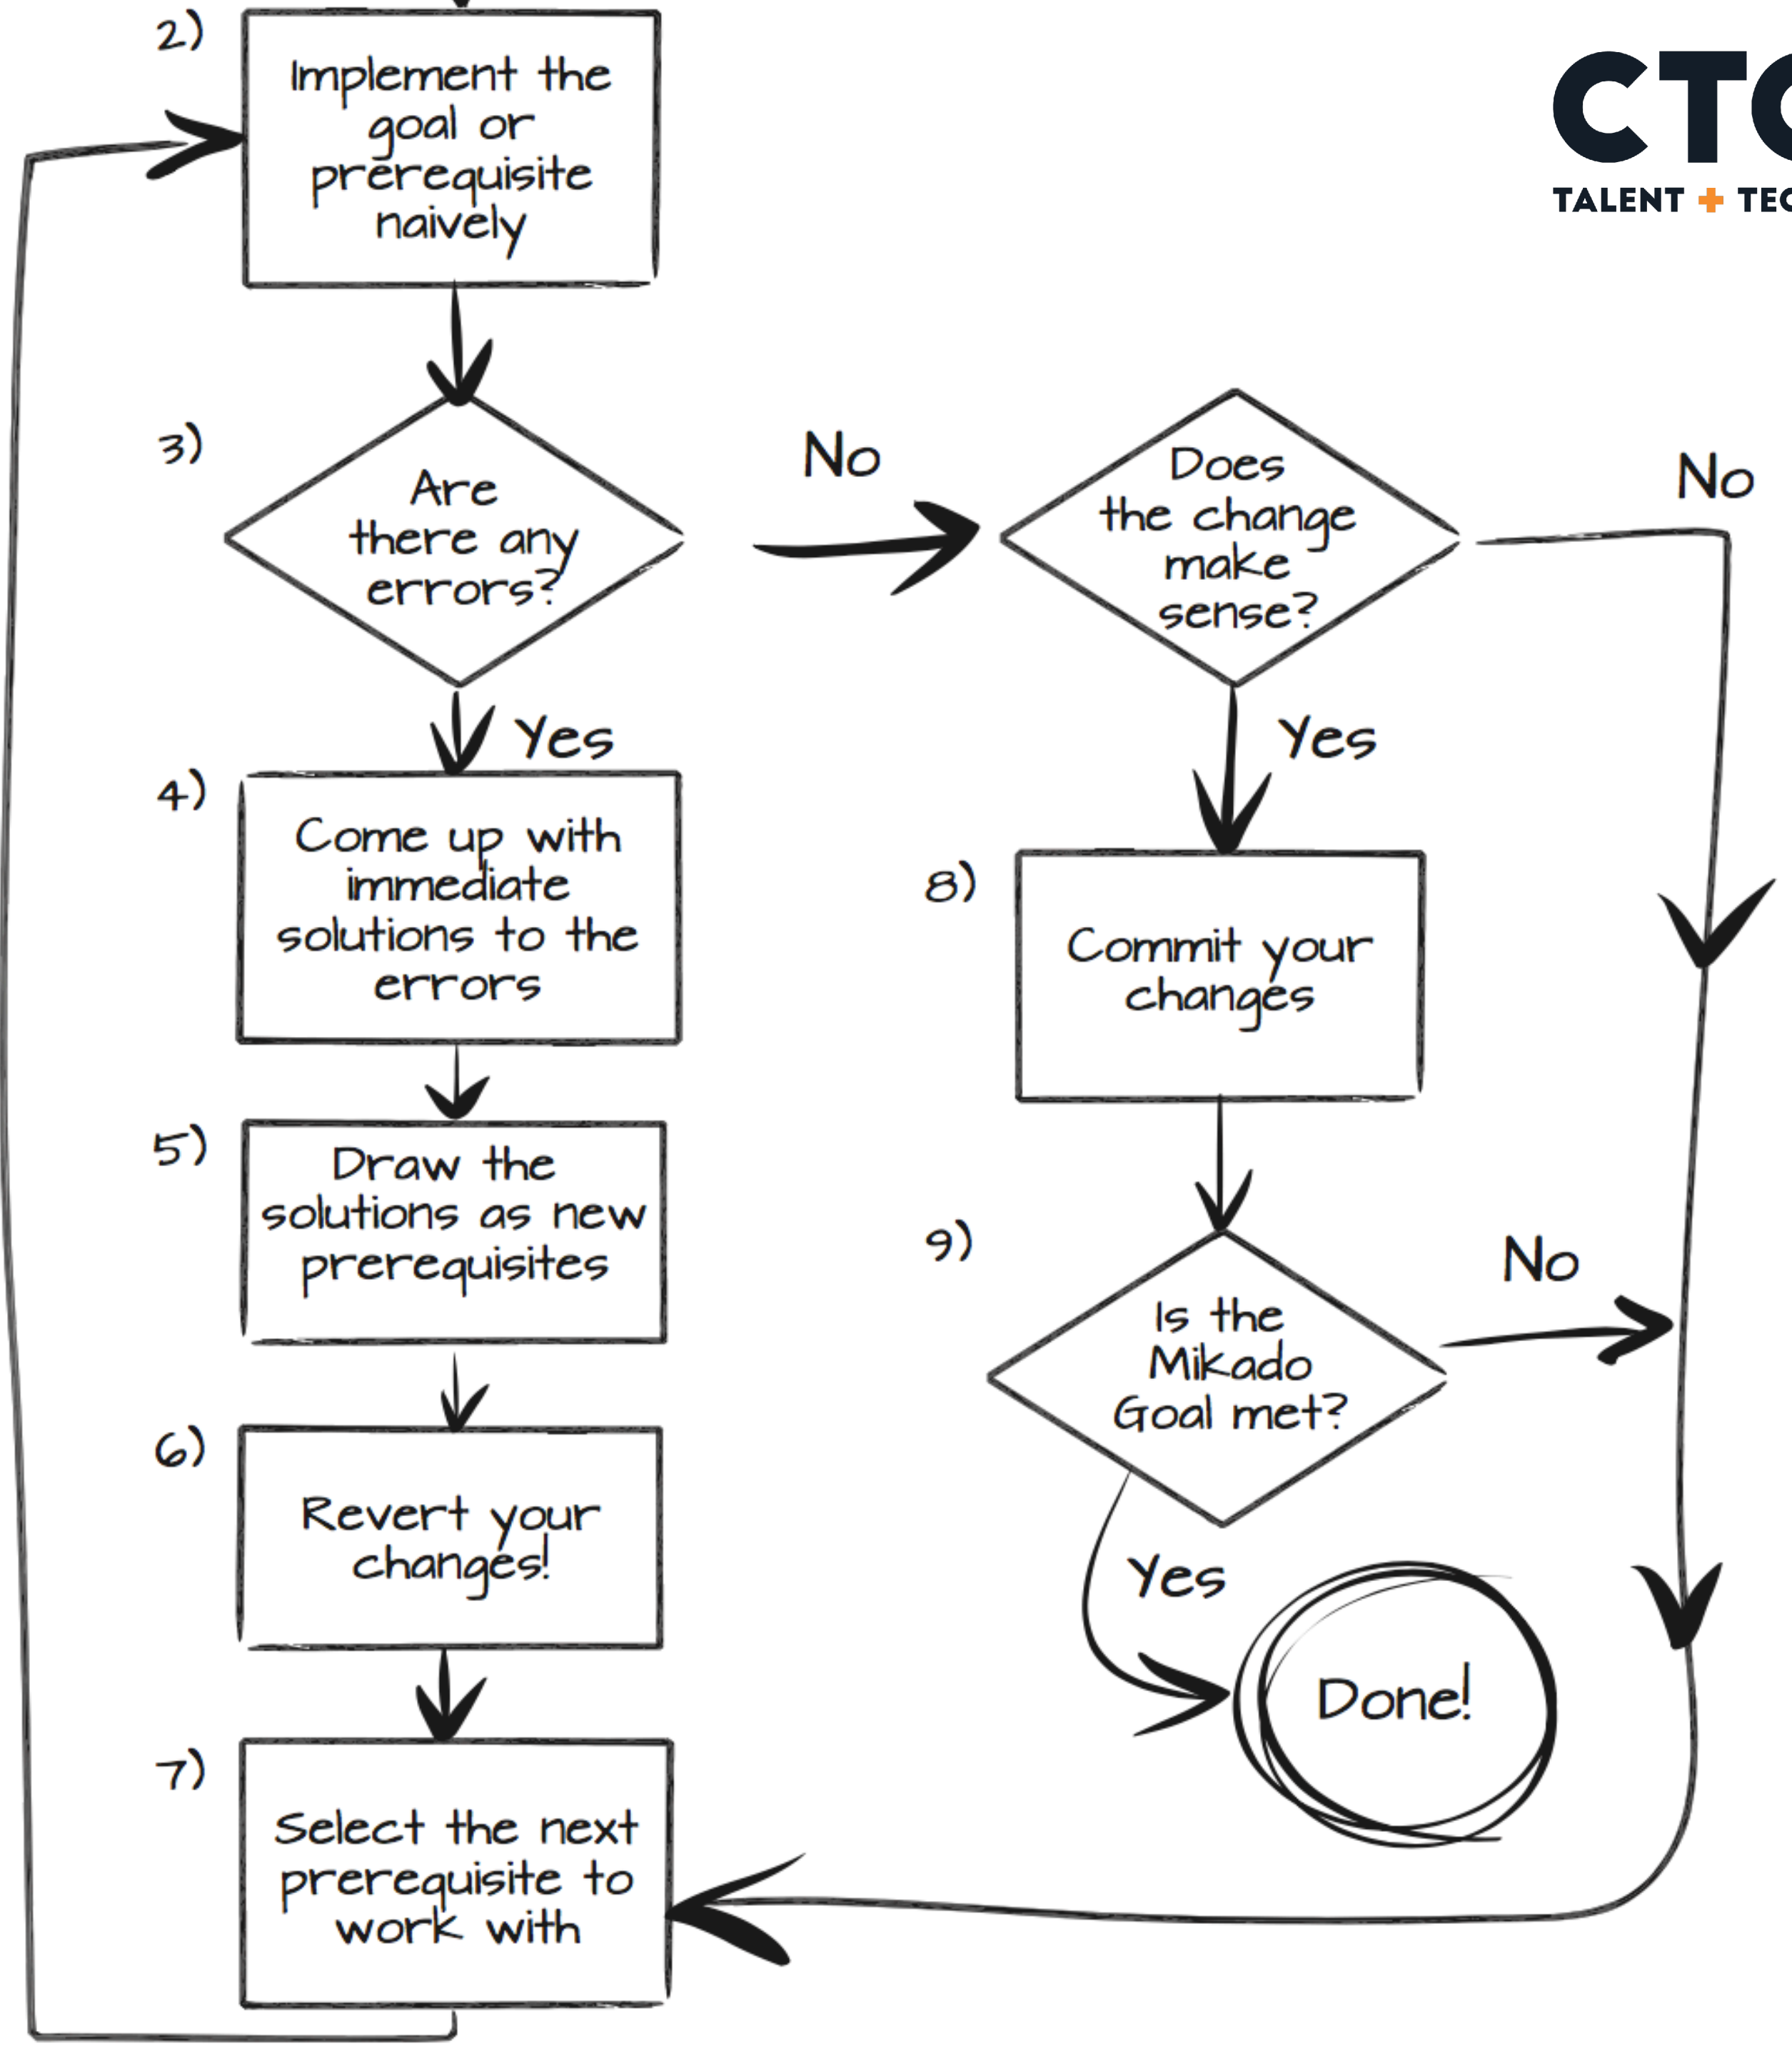 2)
Implement the
goal or
prerequisite
naively
CTO
TALENT + TEC
3)
Are
there any
errors?
No
Does
the change
make
sense?
No
Yes
Yes
4)
Come up with
immediate
solutions to the
errors
8)
Commit your
changes
5)
Draw the
solutions as new
prerequisites
9)
Is the
Mikado
Goal met?
No
6)
Revert your
changes!
Yes
Done!
7)
Select the next
prerequisite to
work with